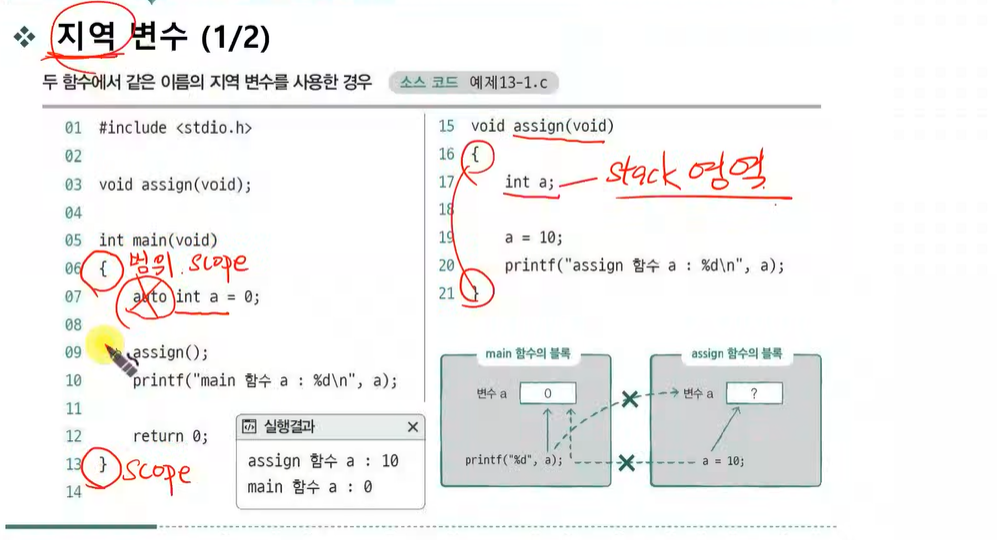 ❖ 지역 변수 (1/2)
두 함수에서 같은 이름의 지역 변수를 사용한 경우 소스 코드 예제13-1.c
01 #include <stdio.h>
02
03 void assign(void);
04
05 int main(void)
06 { 범위. scope
07 auto int a = 0;
08
09 assign();
10 printf("main 함수 a : %d\n", a);
11
12 return 0;
13 } scope
14
실행결과
assign 함수 a : 10
main 함수 a : 0
15 void assign(void)
16 {
17 int a; stack 영역
18
19 a = 10;
20 printf("assign 함수 a : %d\n", a);
21 }
main 함수의 블록
변수 a 0
printf("%d", a);
assign 함수의 블록
변수 a ?
a = 10;